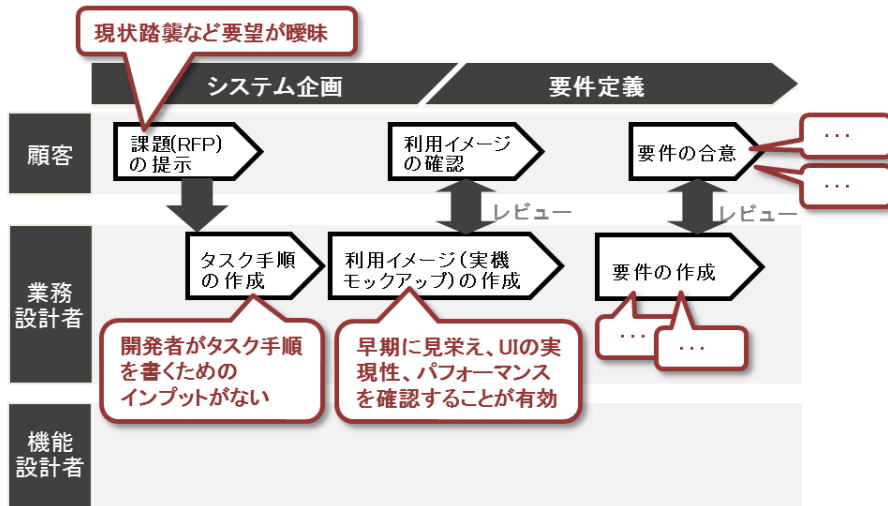 現状踏襲など要望が曖昧
システム企画
要件定義
顧客
課題(RFP)
の提示
利用イメージ
の確認
要件の合意
...
...
レビュー
レビュー
業務
設計者
タスク手順
の作成
利用イメージ(実機
モックアップ)の作成
要件の作成
...
...
開発者がタスク手順
を書くための
インプットがない
早期に見栄え、UIの実
現性、パフォーマンス
を確認することが有効
機能
設計者